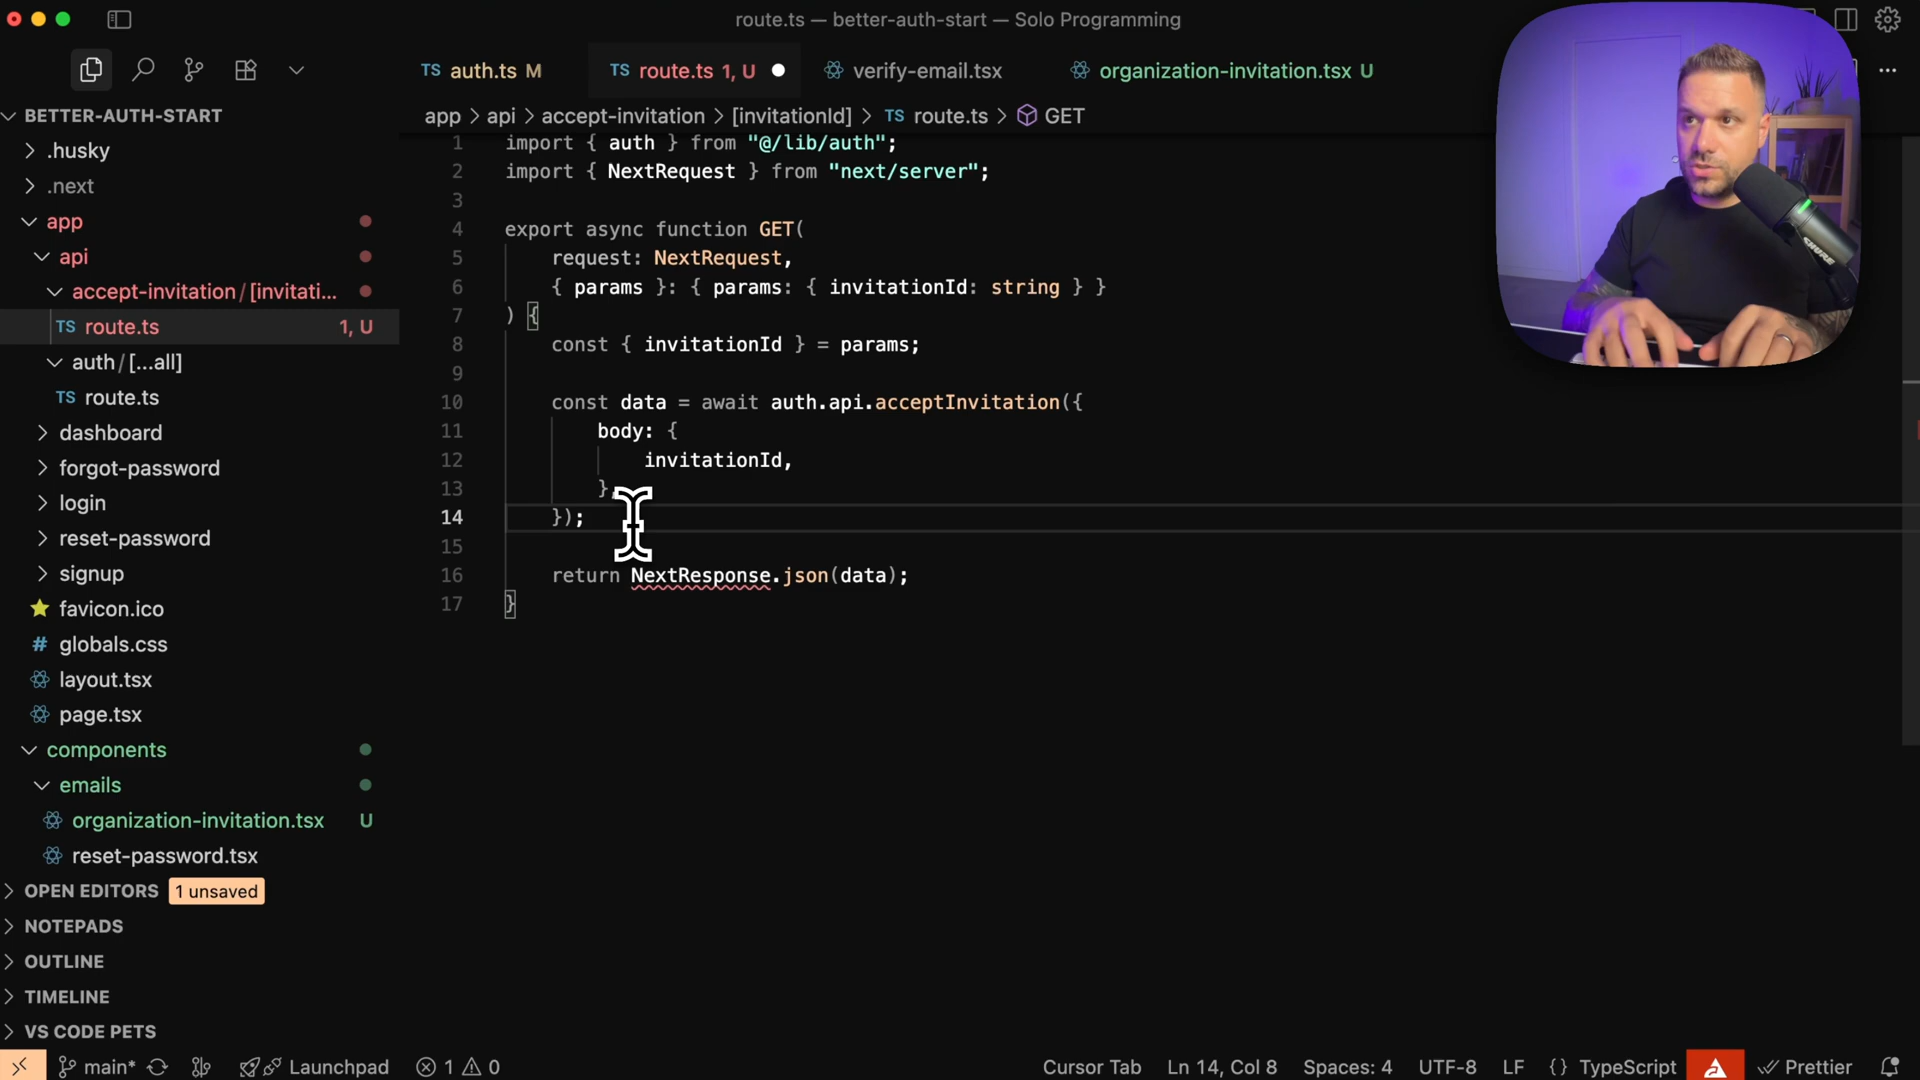 route.ts — better-auth-start — Solo Programming
TS auth.ts M
TS route.ts 1, U
verify-email.tsx
organization-invitation.tsx U
BETTER-AUTH-START
app > api > accept-invitation > [invitationId] > TS route.ts > GET
.husky
.next
app
api
accept-invitation/[invitati...
TS route.ts 1, U
auth/[...all]
TS route.ts
dashboard
forgot-password
login
reset-password
signup
favicon.ico
# globals.css
layout.tsx
page.tsx
components
emails
organization-invitation.tsx U
reset-password.tsx
OPEN EDITORS 1 unsaved
NOTEPADS
OUTLINE
TIMELINE
VS CODE PETS
1 import { auth } from "@/lib/auth";
2 import { NextRequest } from "next/server";
3
4 export async function GET(
5 request: NextRequest,
6 { params }: { params: { invitationId: string } }
7 ) {
8 const { invitationId } = params;
9
10 const data = await auth.api.acceptInvitation({
11 body: {
12 invitationId,
13 },
14 });
15
16 return NextResponse.json(data);
17 }
SHURE
main* Launchpad 1 0
Cursor Tab Ln 14, Col 8 Spaces: 4 UTF-8 LF {} TypeScript Prettier